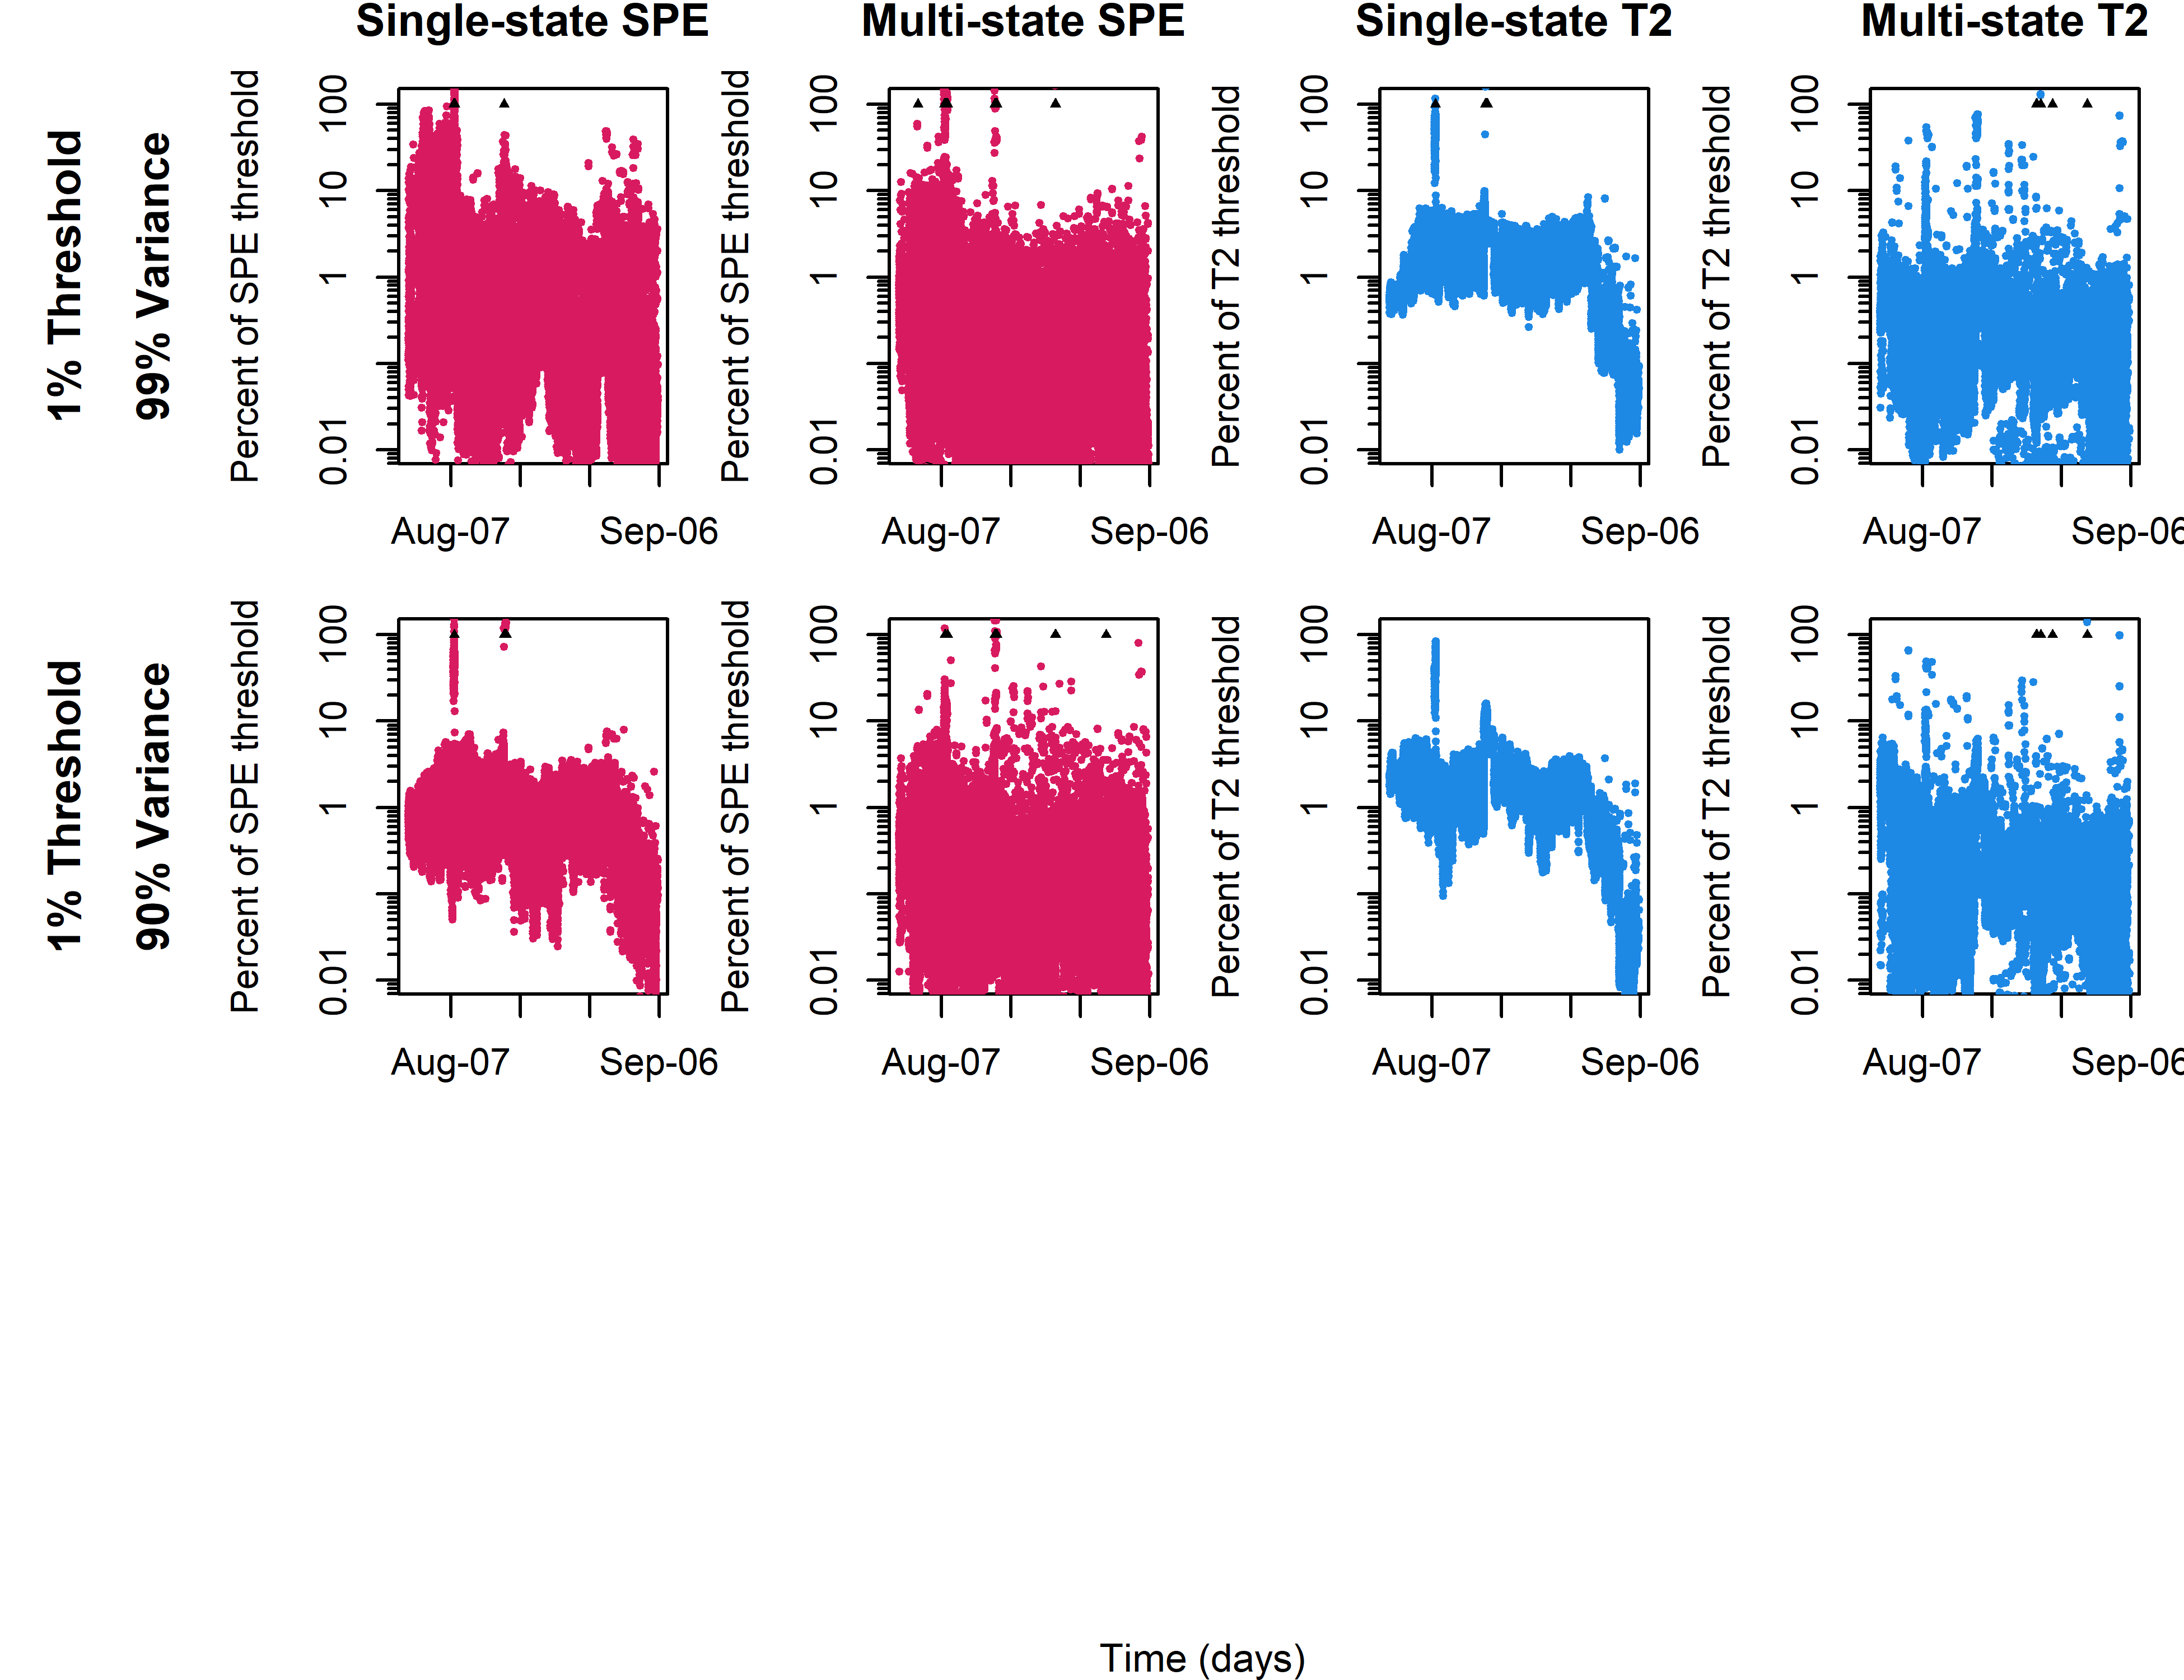 Single-state SPE Multi-state SPE Single-state T2 Multi-state T2
1% Threshold
99% Variance
Percent of SPE threshold
100
10
1
0.01
Aug-07 Sep-06
Percent of SPE threshold
100
10
1
0.01
Aug-07 Sep-06
Percent of T2 threshold
100
10
1
0.01
Aug-07 Sep-06
Percent of T2 threshold
100
10
1
0.01
Aug-07 Sep-06
1% Threshold
90% Variance
Percent of SPE threshold
100
10
1
0.01
Aug-07 Sep-06
Percent of SPE threshold
100
10
1
0.01
Aug-07 Sep-06
Percent of T2 threshold
100
10
1
0.01
Aug-07 Sep-06
Percent of T2 threshold
100
10
1
0.01
Aug-07 Sep-06
Time (days)